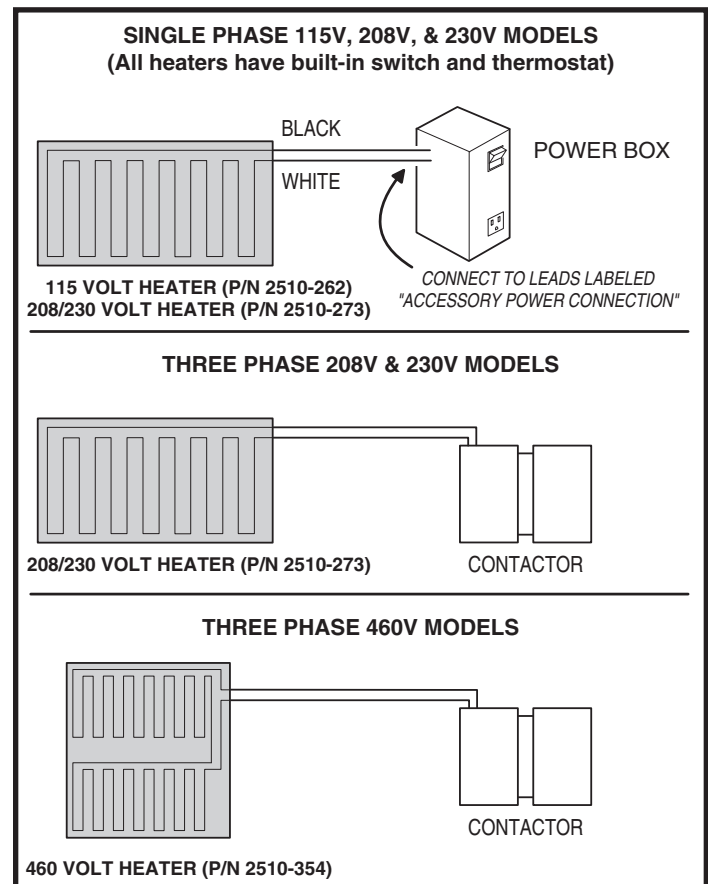 SINGLE PHASE 115V, 208V, & 230V MODELS
(All heaters have built-in switch and thermostat)
BLACK
WHITE
POWER BOX
CONNECT TO LEADS LABELED
"ACCESSORY POWER CONNECTION"
115 VOLT HEATER (P/N 2510-262)
208/230 VOLT HEATER (P/N 2510-273)
THREE PHASE 208V & 230V MODELS
208/230 VOLT HEATER (P/N 2510-273)
CONTACTOR
THREE PHASE 460V MODELS
CONTACTOR
460 VOLT HEATER (P/N 2510-354)